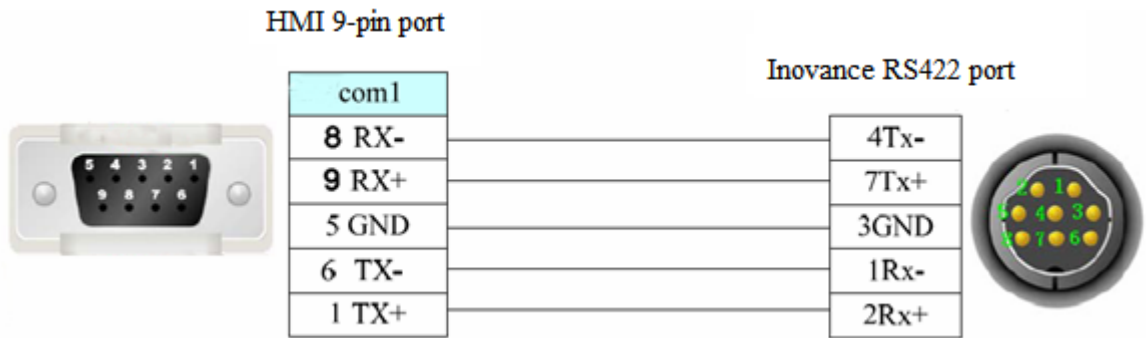 HMI 9-pin port
Inovance RS422 port
com1
8 RX- 4Tx-
9 RX+ 7Tx+
5 GND 3GND
6 TX- 1Rx-
1 TX+ 2Rx+
5 4 3 2 1
9 8 7 6
2 1
5 4 3
8 7 6